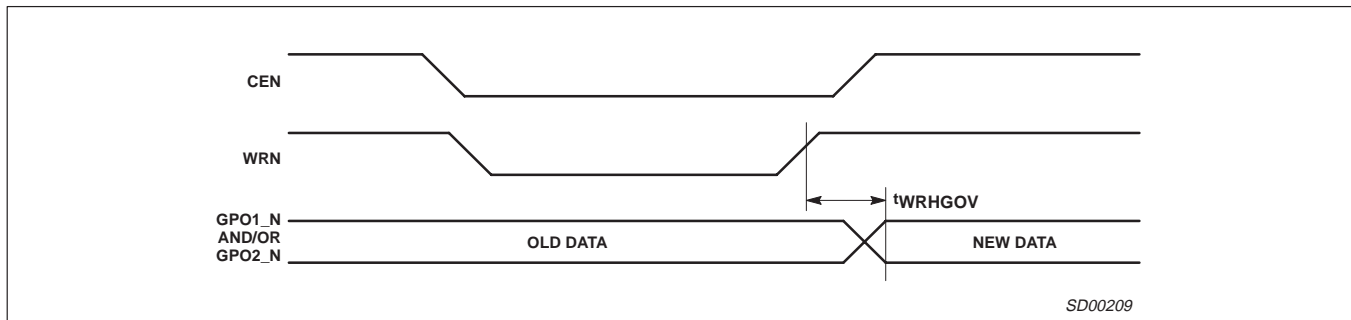 CEN
WRN
tWRHGOV
GPO1_N
AND/OR
GPO2_N
OLD DATA
NEW DATA
SD00209